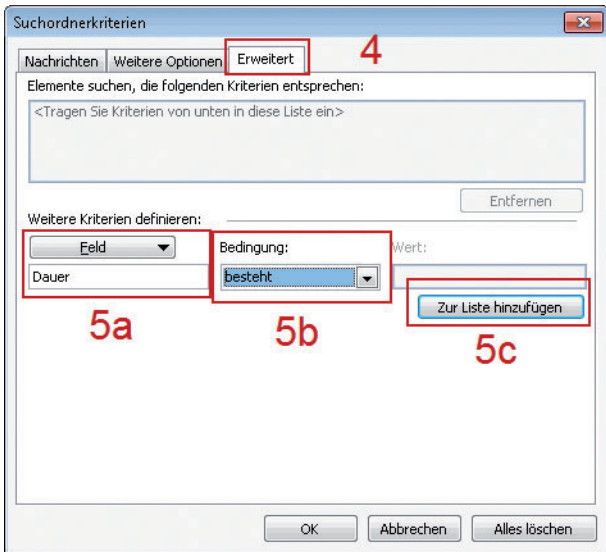 Suchordnerkriterien
Nachrichten Weitere Optionen Erweitert 4
Elemente suchen, die folgenden Kriterien entsprechen:
<Tragen Sie Kriterien von unten in diese Liste ein>
Entfernen
Weitere Kriterien definieren:
Feld Bedingung: Wert:
Dauer besteht
Zur Liste hinzufügen
5a 5b 5c
OK Abbrechen Alles löschen